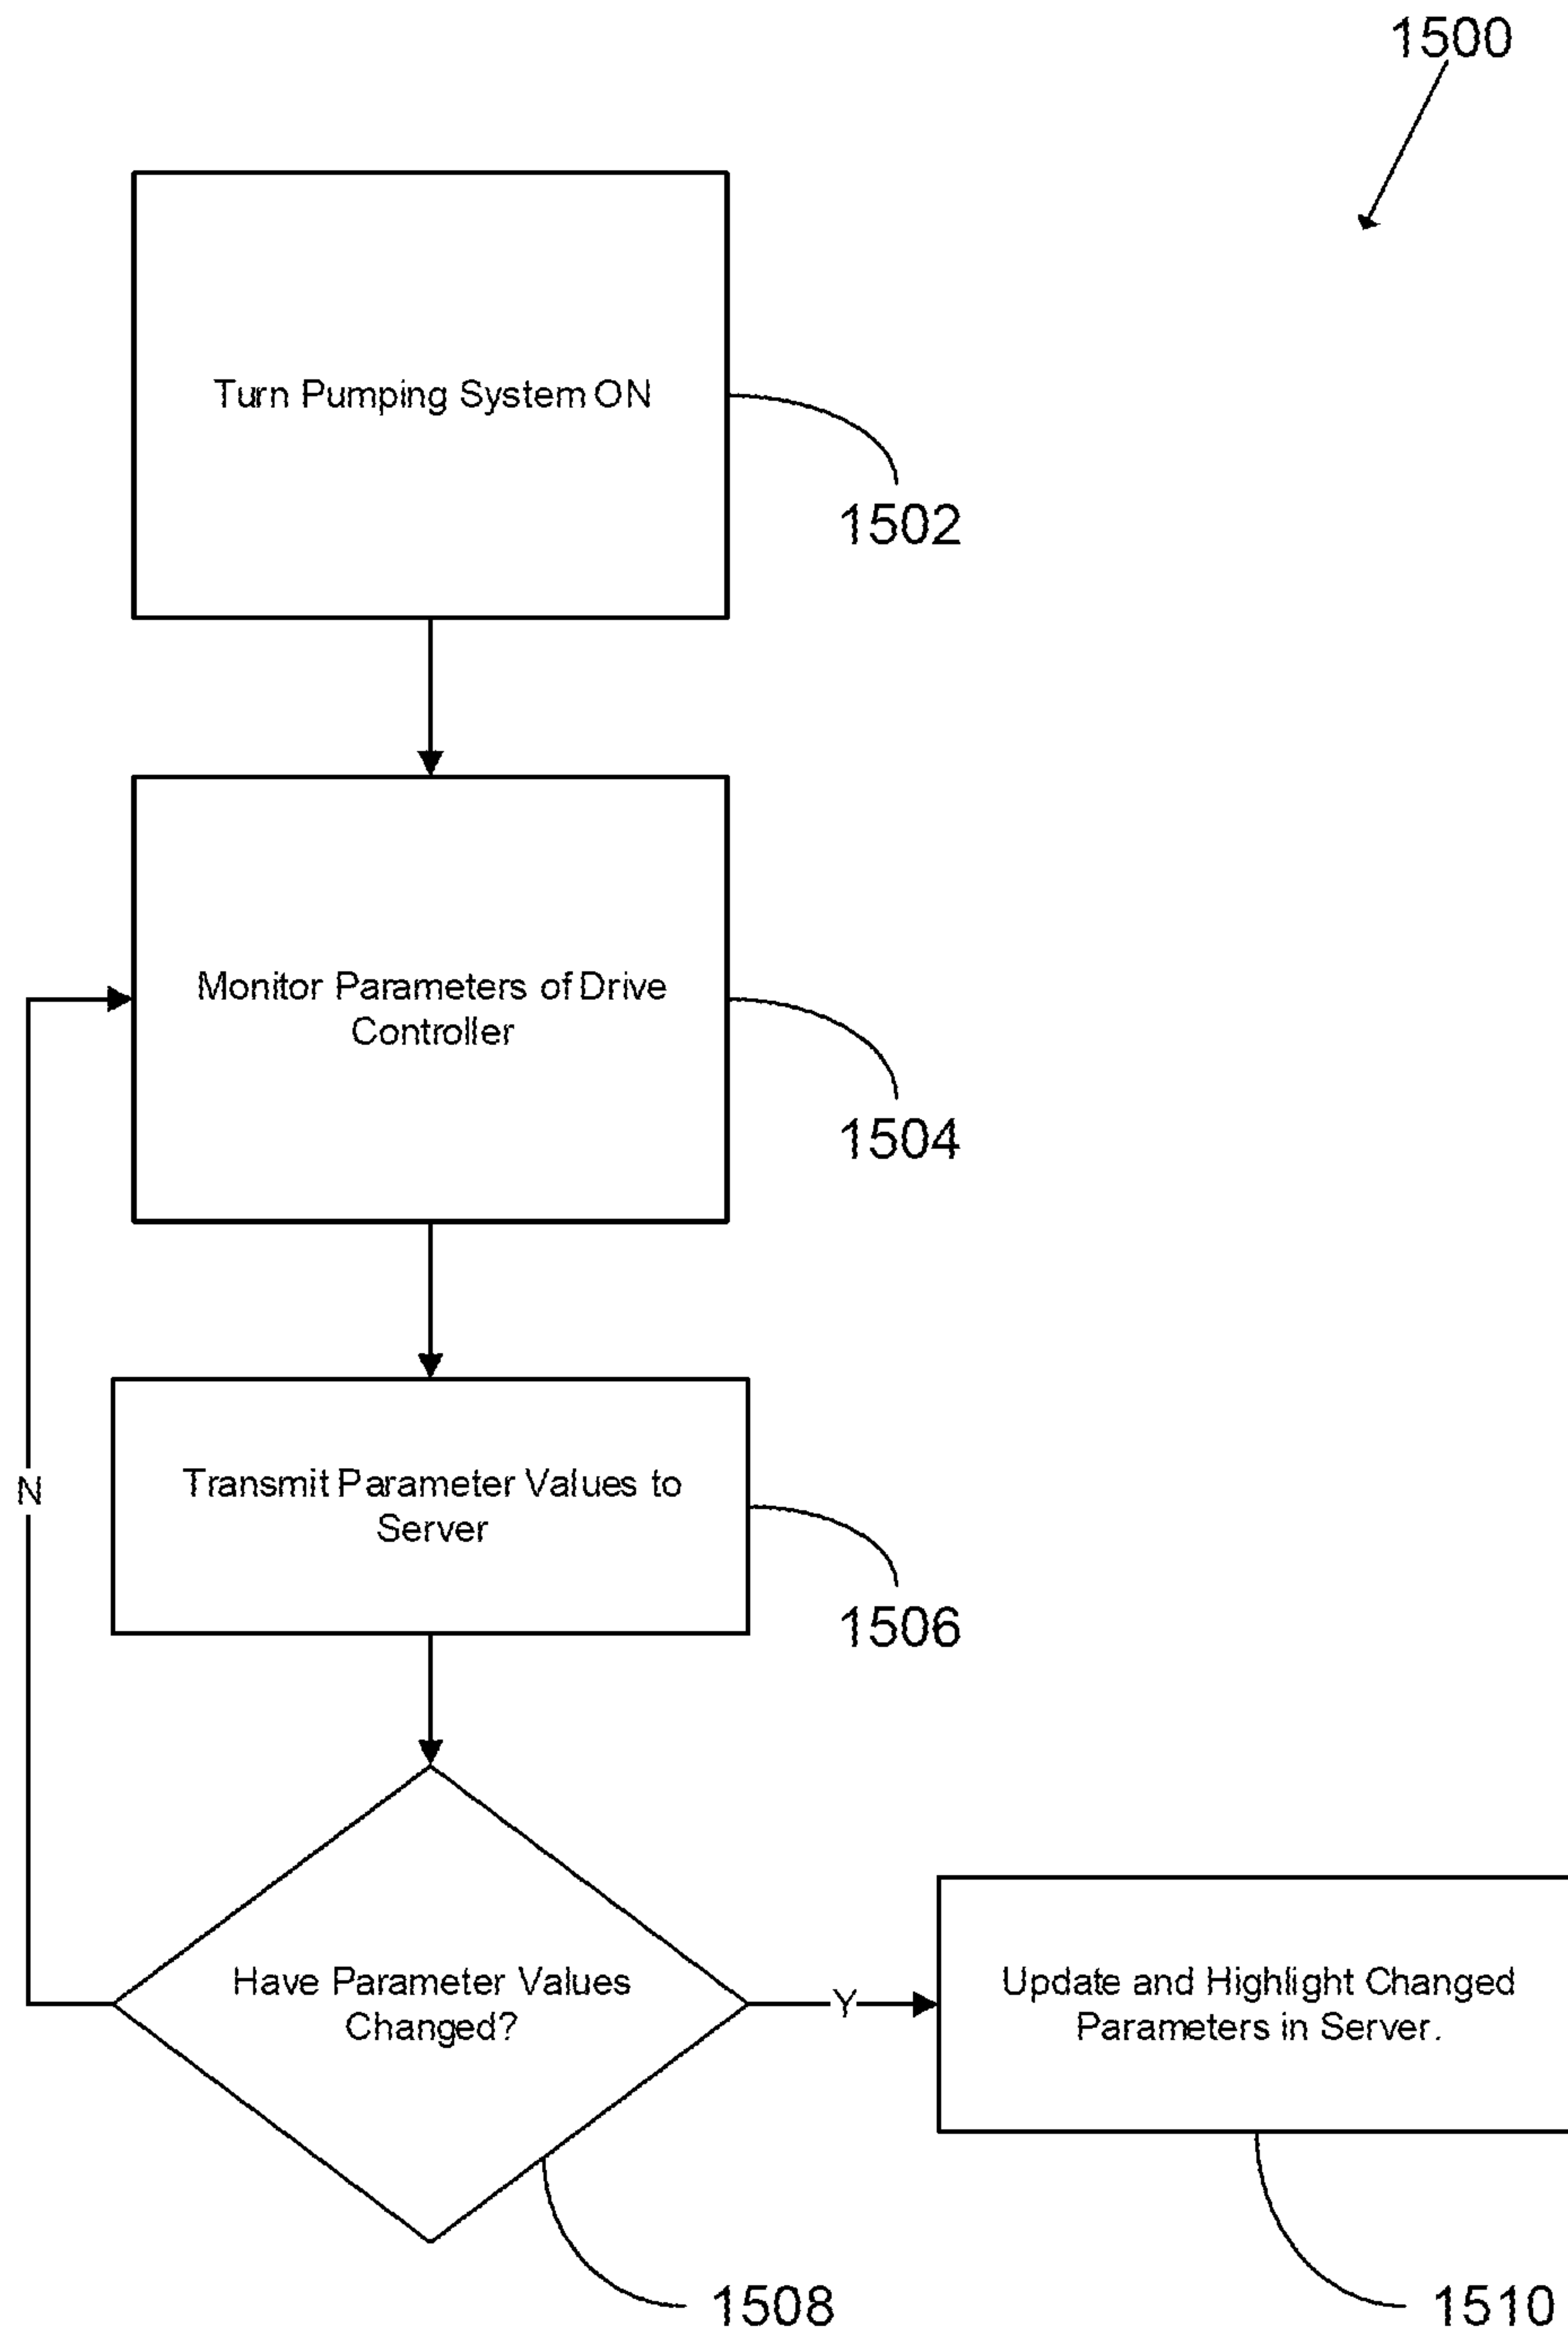 1500
Turn Pumping System ON
1502
Monitor Parameters of Drive
Controller
1504
Transmit Parameter Values to
Server
1506
N
Have Parameter Values
Changed?
Y
Update and Highlight Changed
Parameters in Server.
1508
1510